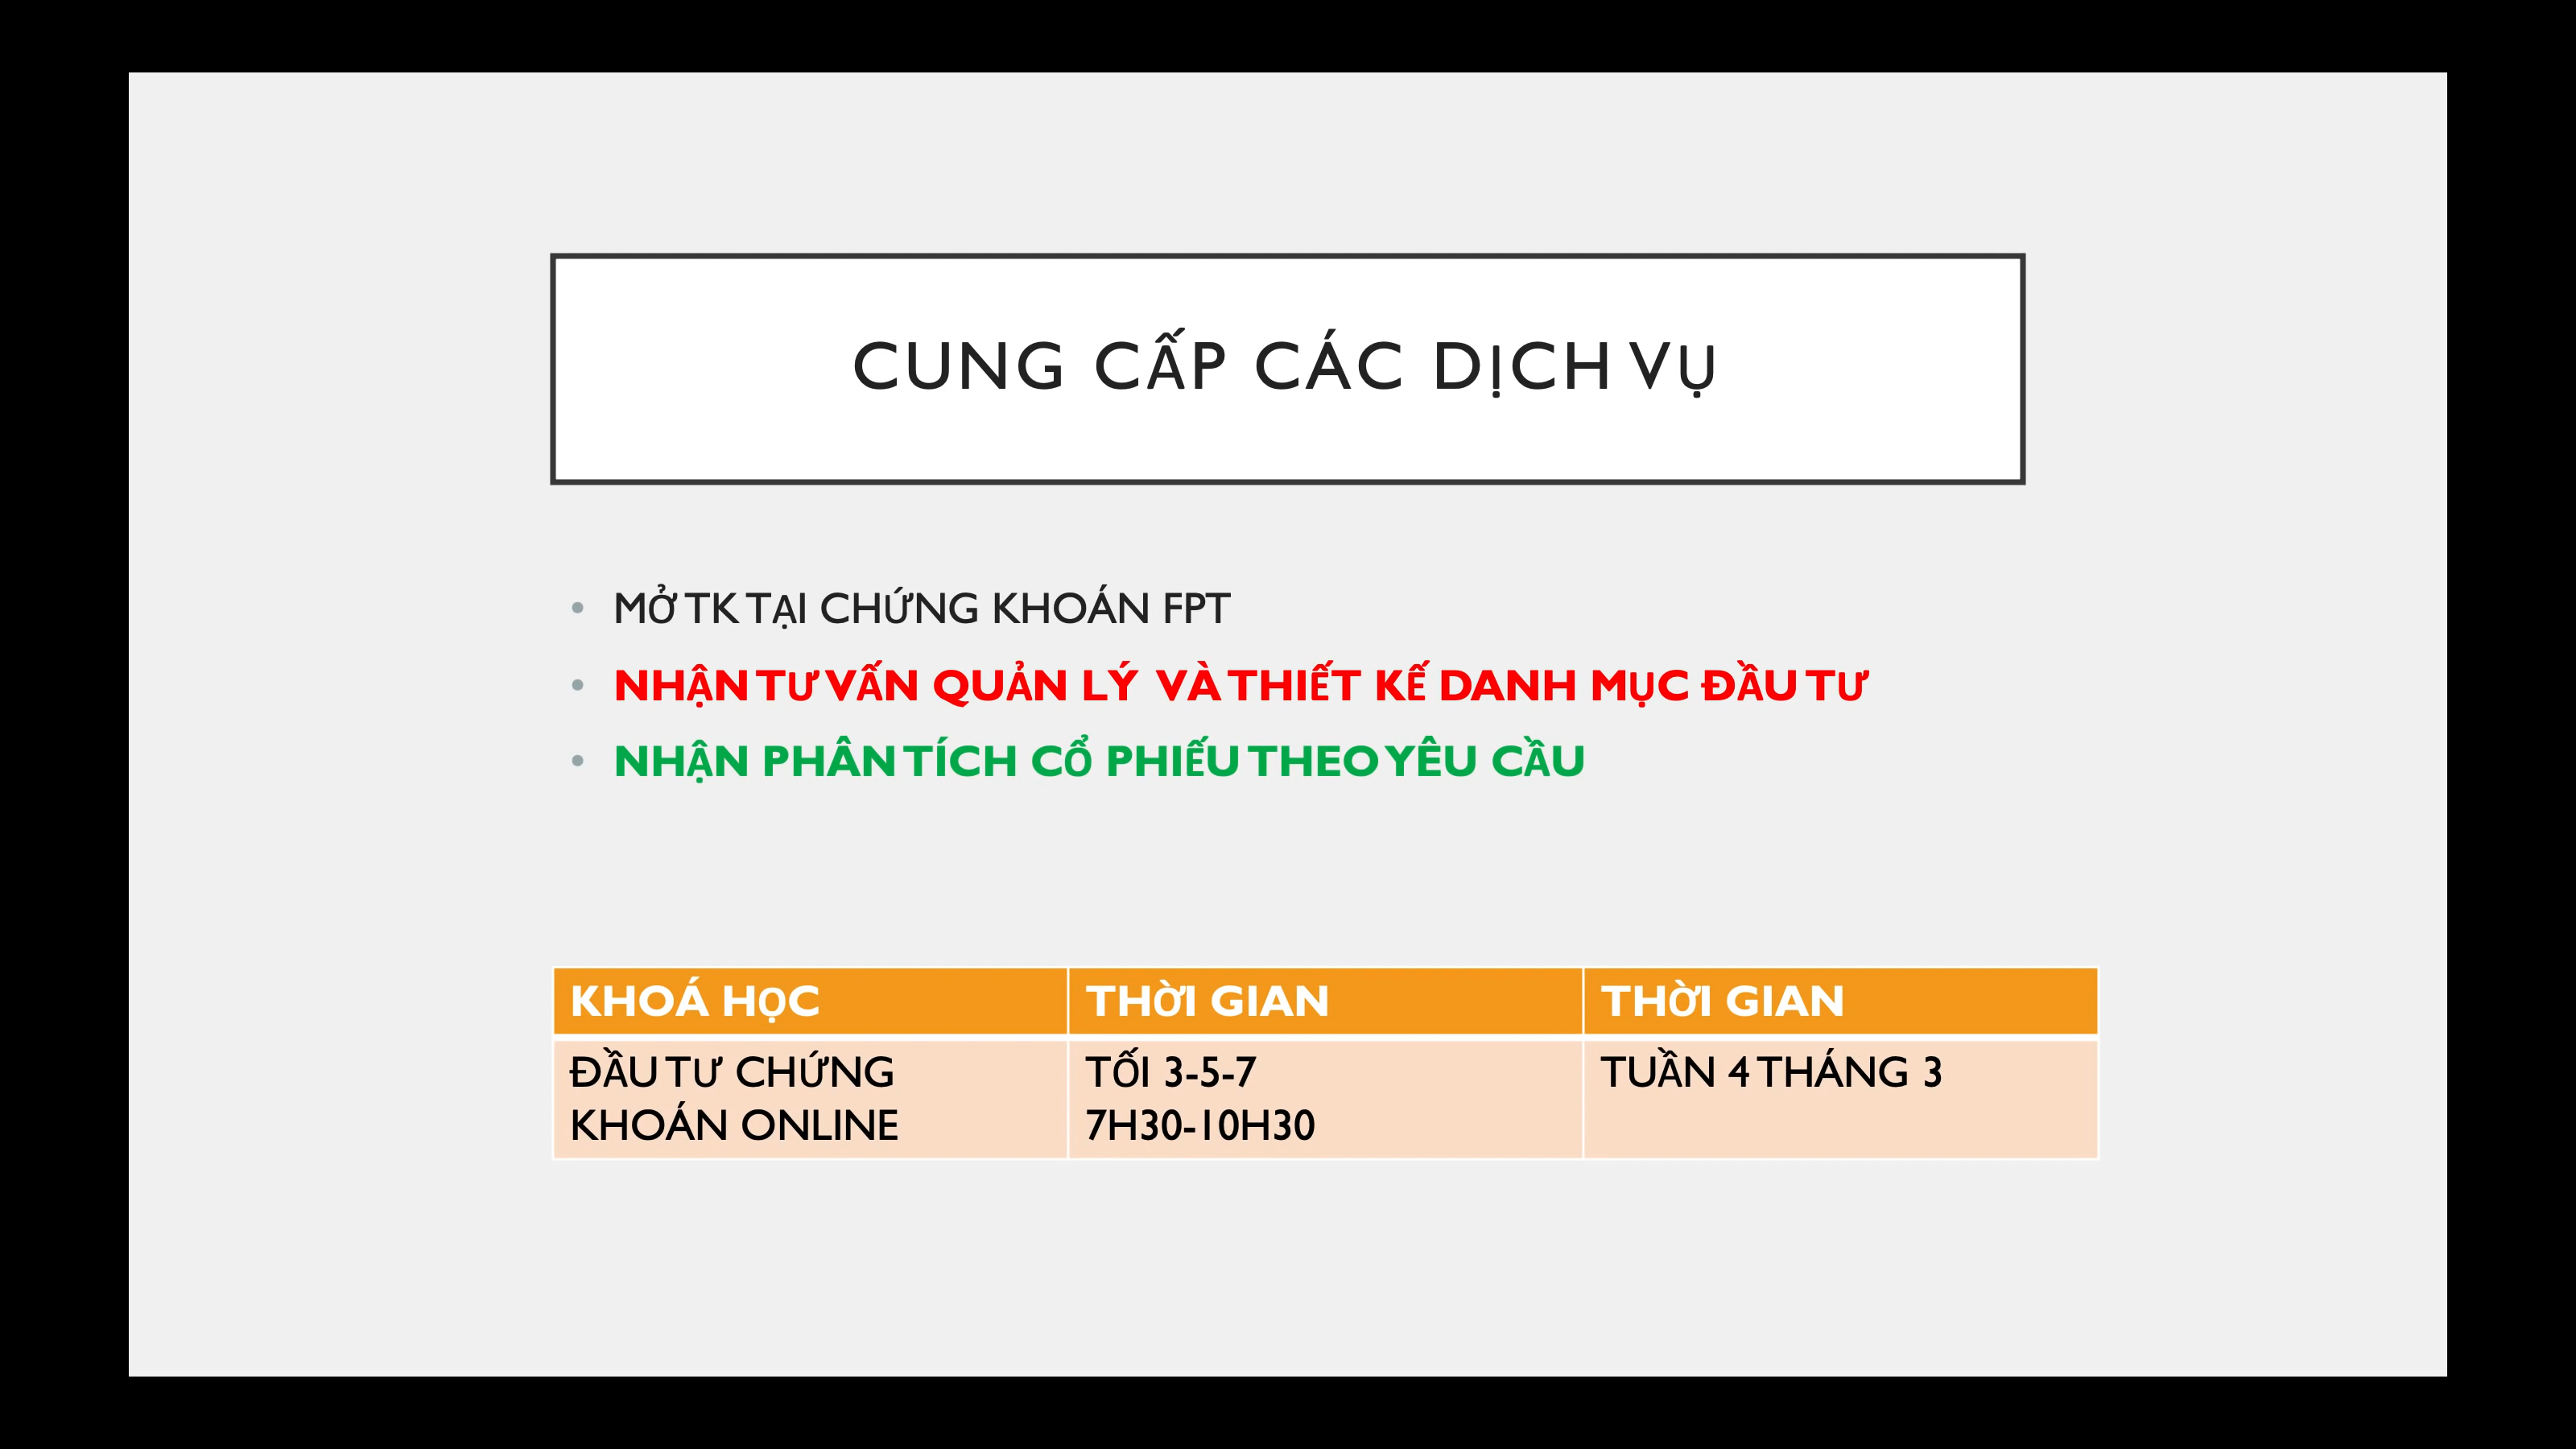 CUNG CẤP CÁC DỊCH VỤ
• MỞ TK TẠI CHỨNG KHOÁN FPT
• NHẬN TƯ VẤN QUẢN LÝ VÀ THIẾT KẾ DANH MỤC ĐẦU TƯ
• NHẬN PHÂN TÍCH CỔ PHIẾU THEO YÊU CẦU
KHOÁ HỌC THỜI GIAN THỜI GIAN
ĐẦU TƯ CHỨNG TỐI 3-5-7 TUẦN 4 THÁNG 3
KHOÁN ONLINE 7H30-10H30